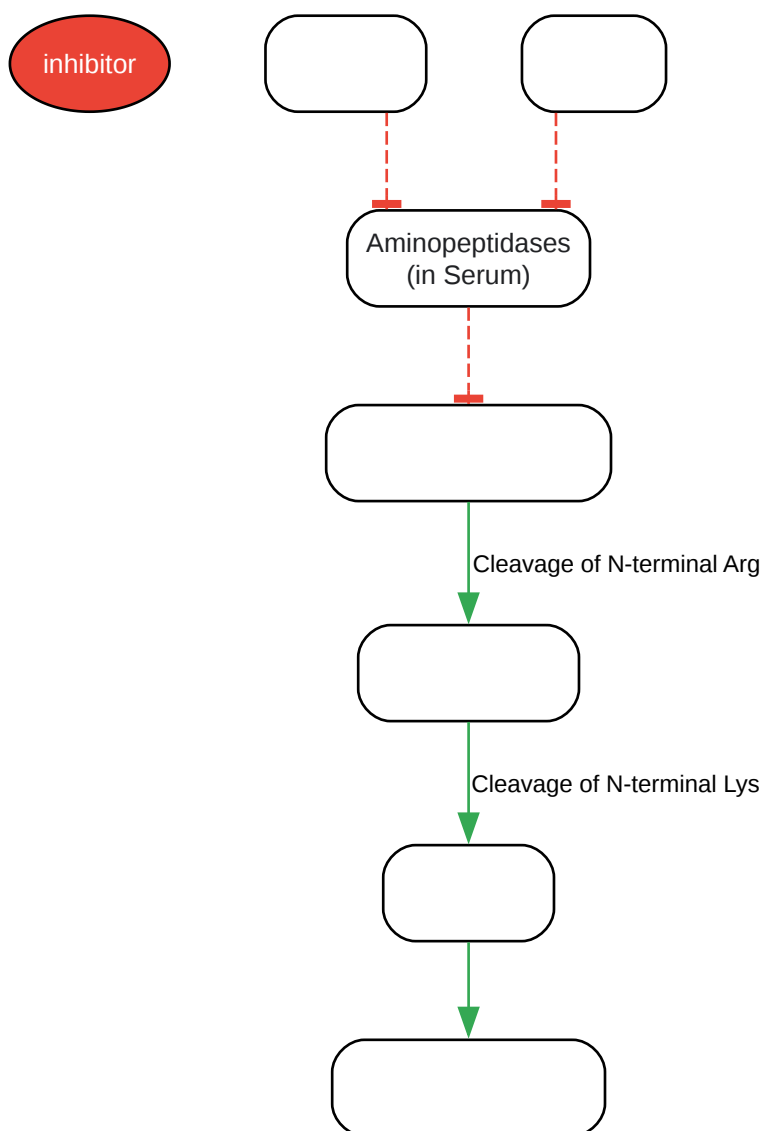 inhibitor
Aminopeptidases
(in Serum)
Cleavage of N-terminal Arg
Cleavage of N-terminal Lys